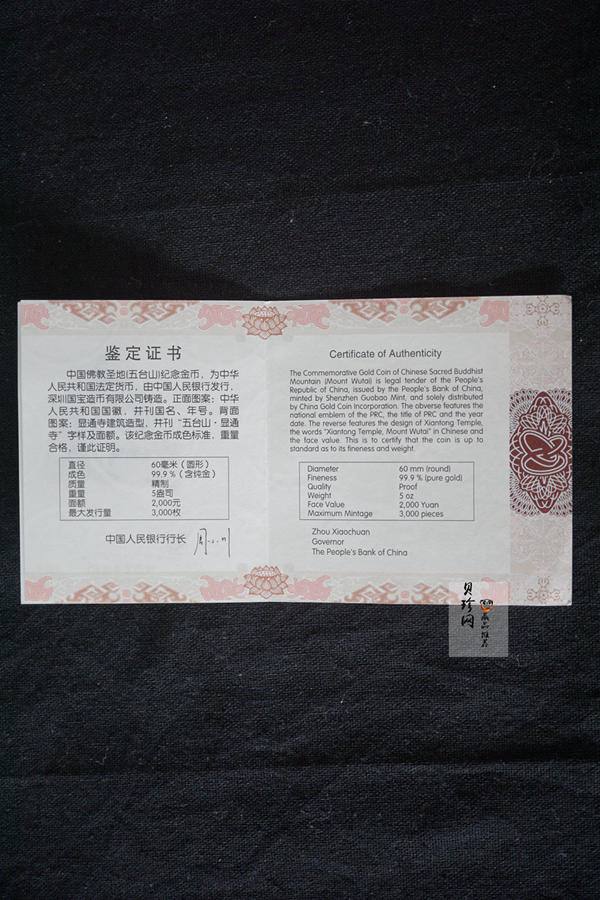 鉴定证书
中国佛教圣地(五台山)纪念金币，为中华
人民共和国法定货币，由中国人民银行发行，
深圳国宝造币有限公司铸造。正面图案：中华
人民共和国国徽，并刊国名、年号。背面
图案：显通寺建筑造型，并刊“五台山·显通
寺”字样及面额。该纪念金币成色标准，重量
合格，谨此证明。
直径 60毫米（圆形）
成色 99.9％（含纯金）
质量 精制
重量 5盎司
面额 2,000元
最大发行量 3,000枚
中国人民银行行长
Certificate of Authenticity
The Commemorative Gold Coin of Chinese Sacred Buddhist
Mountain (Mount Wutai) is legal tender of the People's
Republic of China, issued by the People's Bank of China,
minted by Shenzhen Guobao Mint, and solely distributed
by China Gold Coin Incorporation. The obverse features the
national emblem of the PRC, the title of PRC and the year
date. The reverse features the design of Xiantong Temple,
the words "Xiantong Temple, Mount Wutai" in Chinese and
the face value. This is to certify that the coin is up to
standard as to its fineness and weight.
Diameter 60 mm (round)
Fineness 99.9 % (pure gold)
Quality Proof
Weight 5 oz
Face Value 2,000 Yuan
Maximum Mintage 3,000 pieces
Zhou Xiaochuan
Governor
The People's Bank of China
贝珍网
藏品推荐